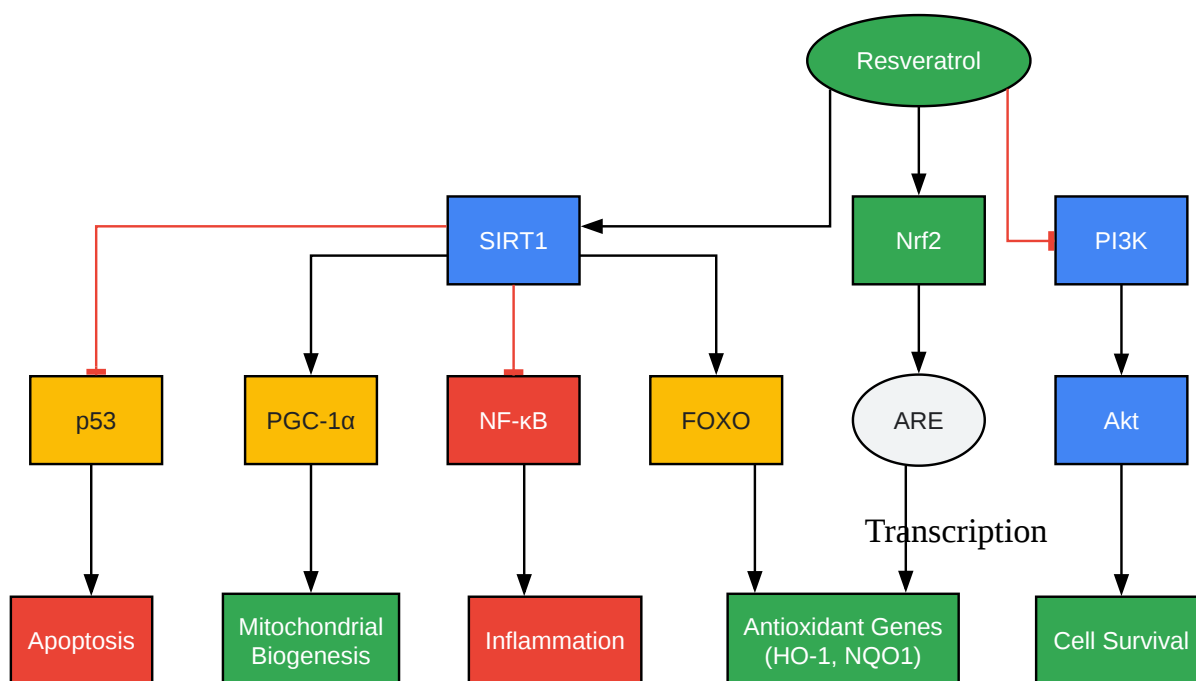 Resveratrol
SIRT1
Nrf2
PI3K
p53
PGC-1α
NF-κB
FOXO
ARE
Akt
Transcription
Apoptosis
Mitochondrial
Biogenesis
Inflammation
Antioxidant Genes
(HO-1, NQO1)
Cell Survival